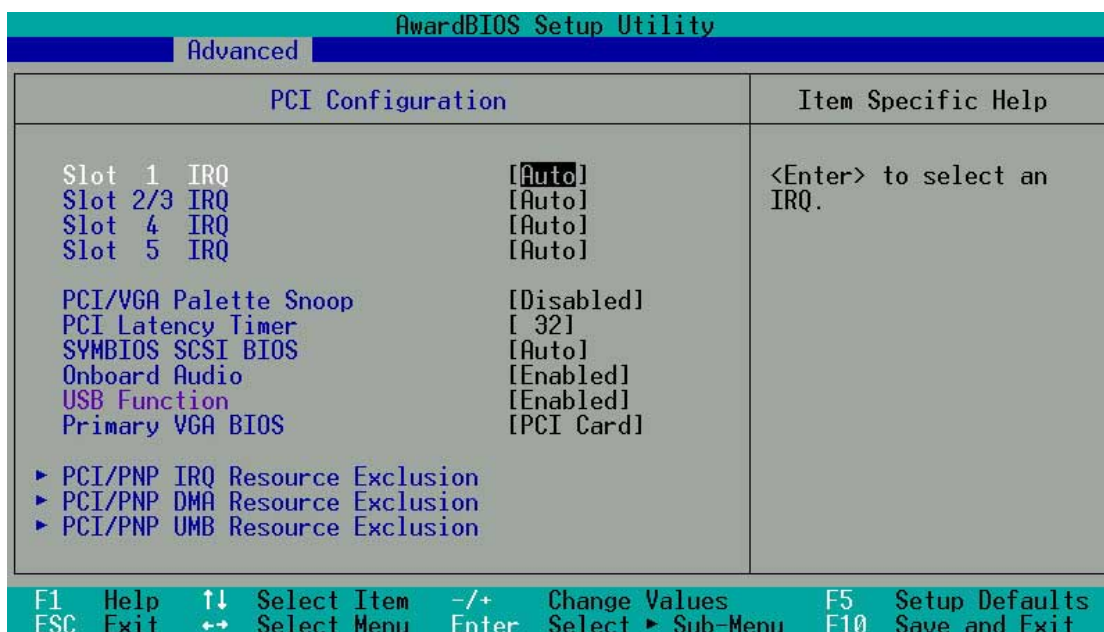 AwardBIOS Setup Utility
Advanced
PCI Configuration
Item Specific Help
Slot 1 IRQ [Auto]
Slot 2/3 IRQ [Auto]
Slot 4 IRQ [Auto]
Slot 5 IRQ [Auto]
PCI/VGA Palette Snoop [Disabled]
PCI Latency Timer [ 32]
SYMBIOS SCSI BIOS [Auto]
Onboard Audio [Enabled]
USB Function [Enabled]
Primary VGA BIOS [PCI Card]
► PCI/PNP IRQ Resource Exclusion
► PCI/PNP DMA Resource Exclusion
► PCI/PNP UMB Resource Exclusion
<Enter> to select an
IRQ.
F1 Help ↑↓ Select Item -/+ Change Values F5 Setup Defaults
ESC Exit ←→ Select Menu Enter Select ► Sub-Menu F10 Save and Exit